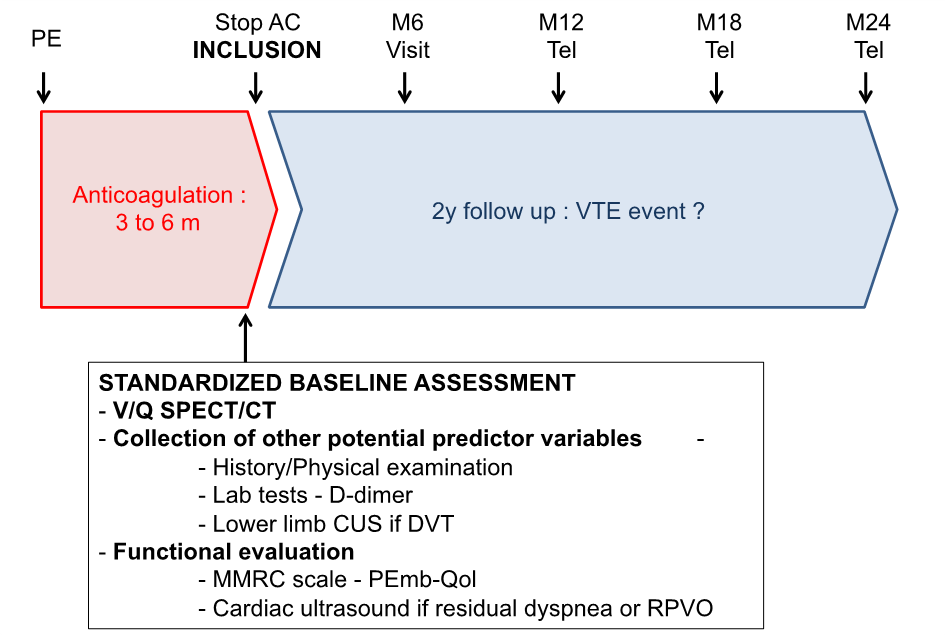 PE
Stop AC
INCLUSION
M6
Visit
M12
Tel
M18
Tel
M24
Tel
Anticoagulation :
3 to 6 m
2y follow up : VTE event ?
STANDARDIZED BASELINE ASSESSMENT
- V/Q SPECT/CT
- Collection of other potential predictor variables -
- History/Physical examination
- Lab tests - D-dimer
- Lower limb CUS if DVT
- Functional evaluation
- MMRC scale - PEmb-Qol
- Cardiac ultrasound if residual dyspnea or RPVO